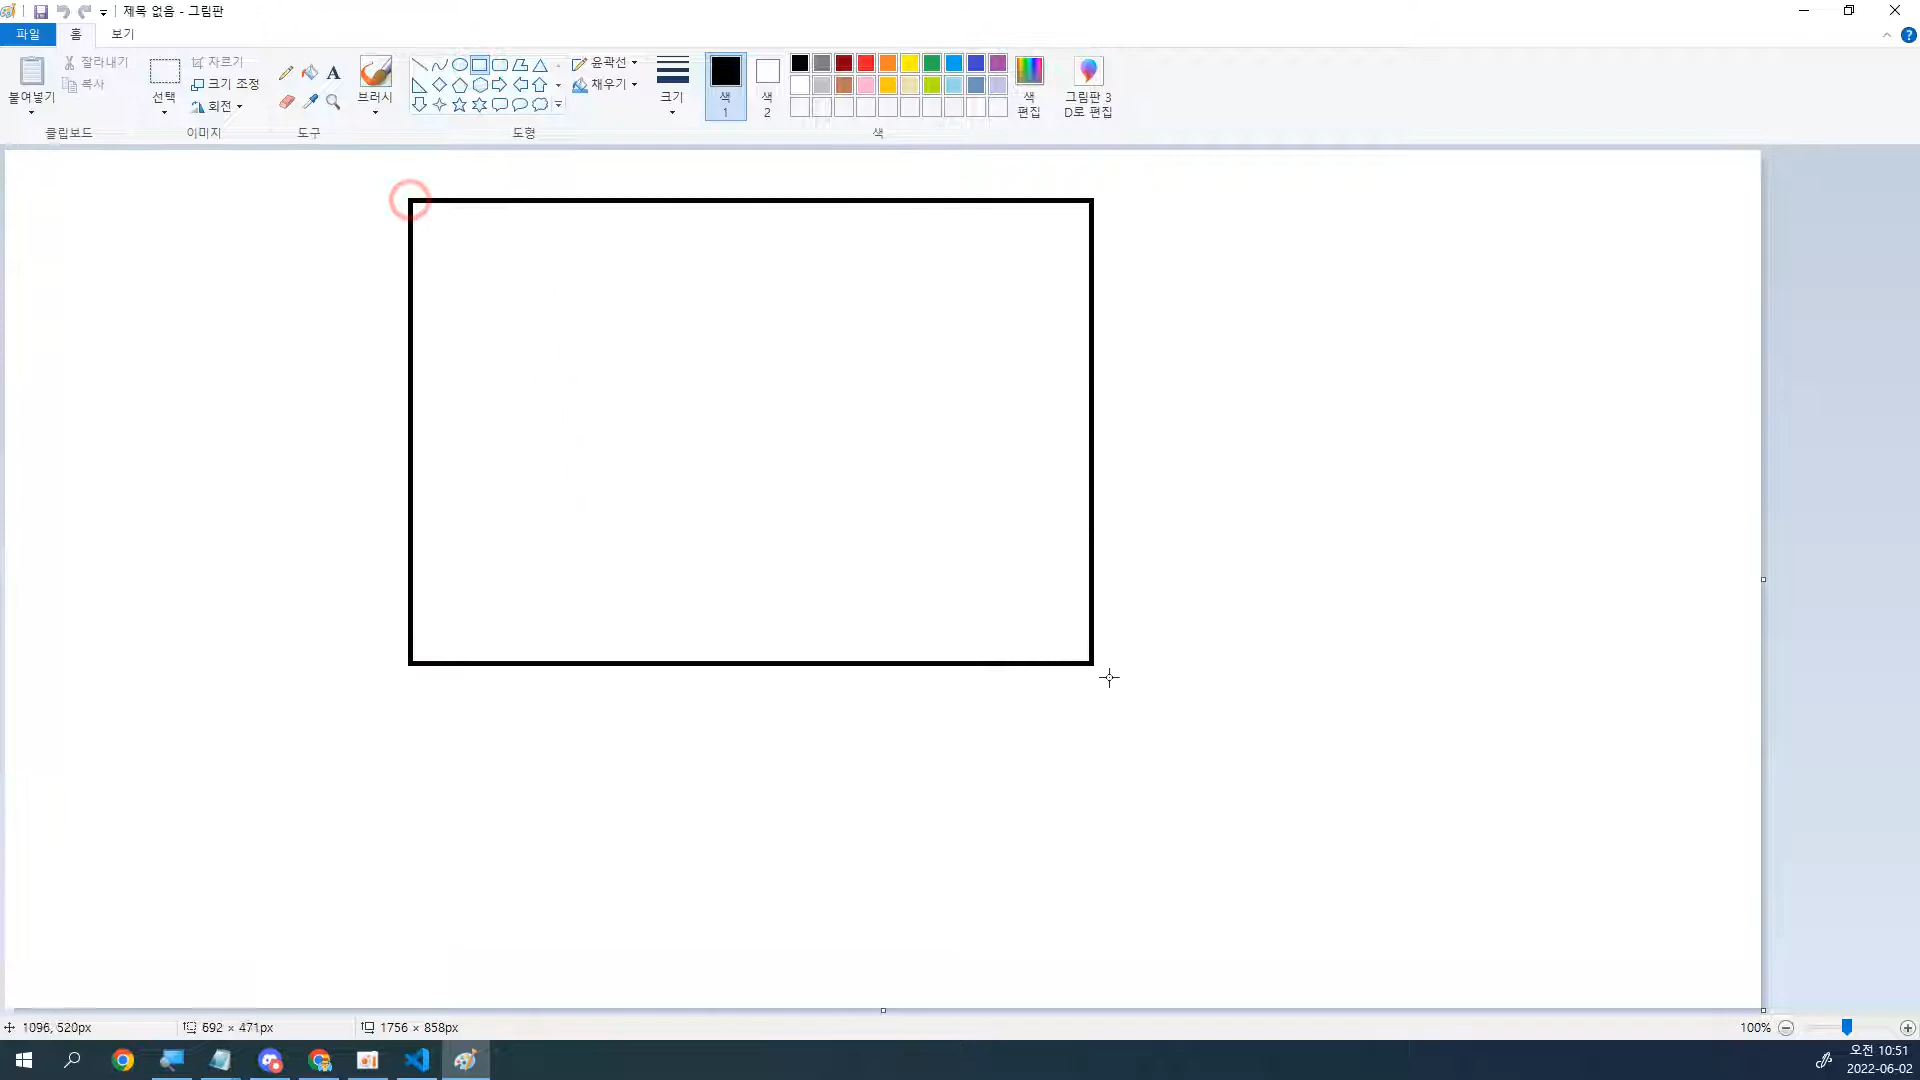 제목 없음 - 그림판
파일 홈 보기
붙여넣기
잘라내기
복사
클립보드
선택
자르기
크기 조정
회전
이미지
A
도구
브러시
윤곽선
채우기
도형
크기
색
1
색
2
색
편집
색
그림판 3
D로 편집
1096, 520px
692 × 471px
1756 × 858px
100%
오전 10:51
2022-06-02